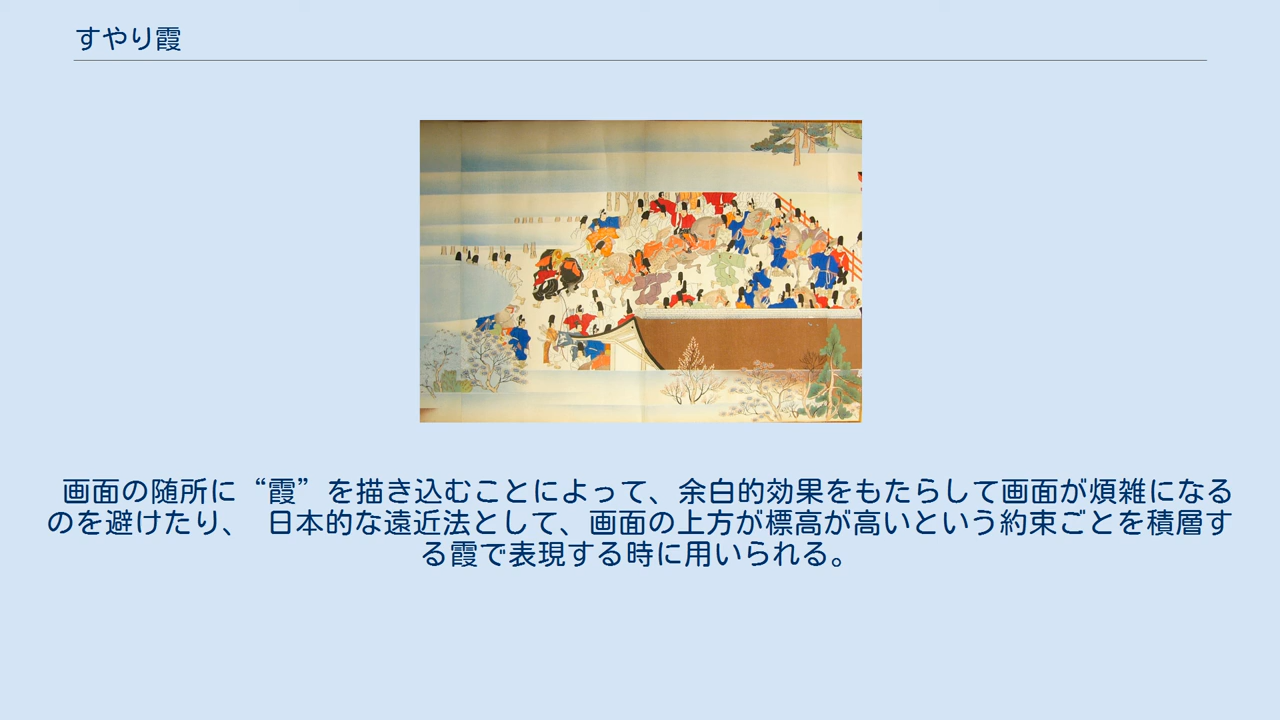 すやり霞
画面の随所に“霞”を描き込むことによって、余白的効果をもたらして画面が煩雑になる
のを避けたり、 日本的な遠近法として、画面の上方が標高が高いという約束ごとを積層す
る霞で表現する時に用いられる。